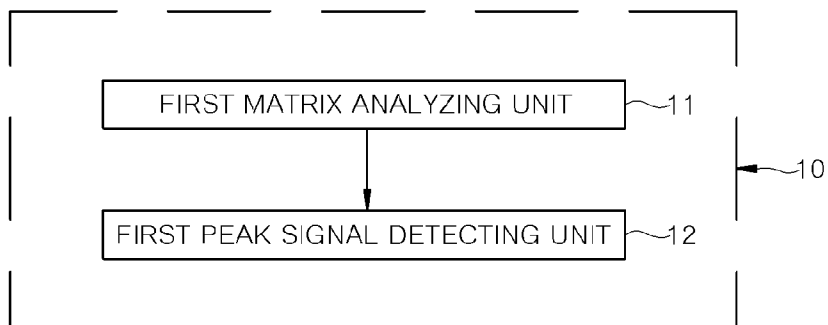 FIRST MATRIX ANALYZING UNIT 11
10
FIRST PEAK SIGNAL DETECTING UNIT 12